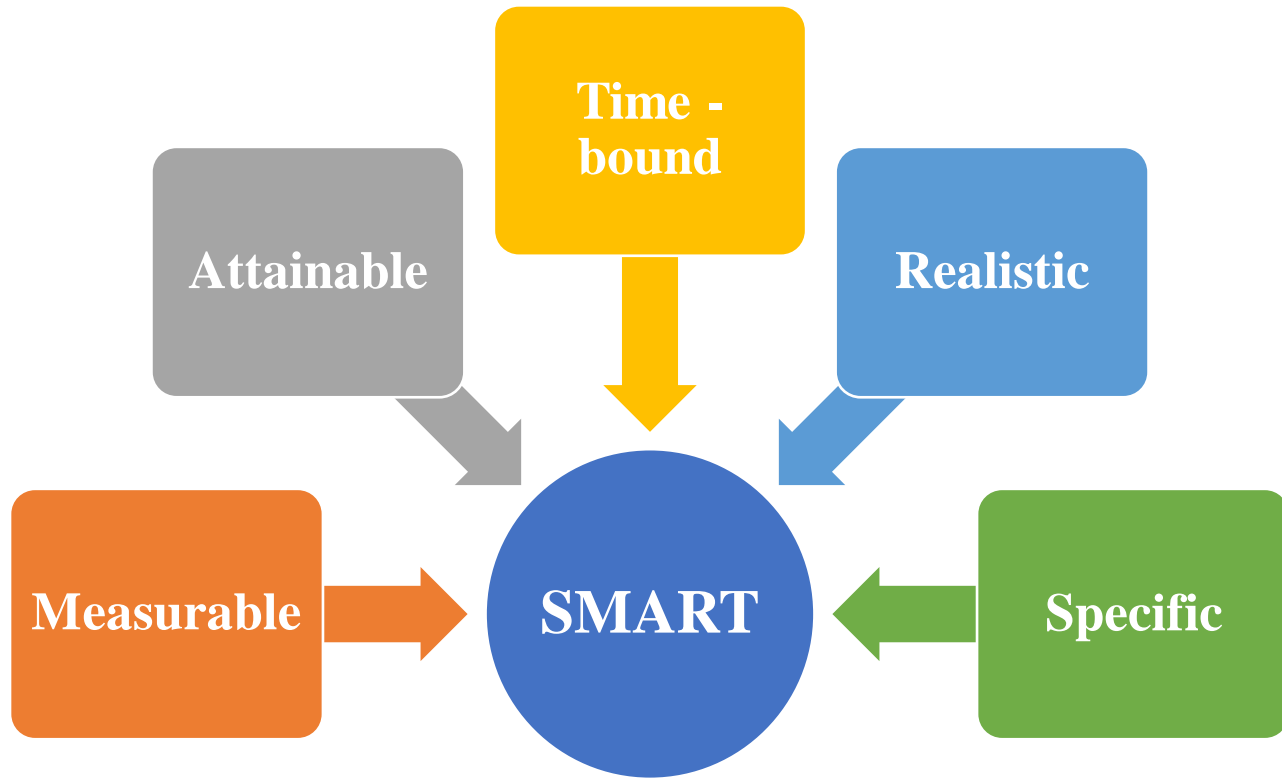 Time -
bound
Attainable
Realistic
Measurable
SMART
Specific